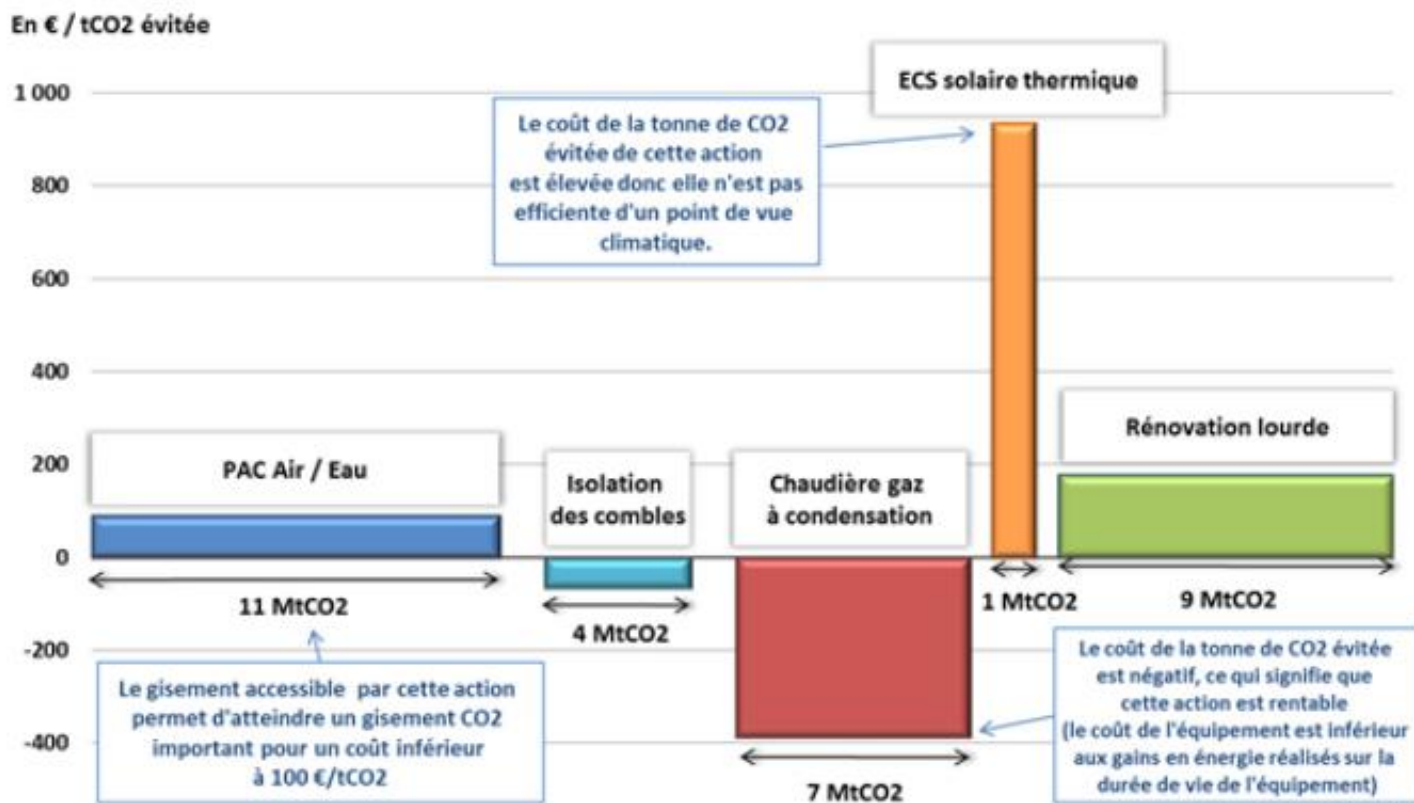 En € / tCO2 évitée
1 000
800
600
400
200
0
-200
-400
ECS solaire thermique
Le coût de la tonne de CO2
évitée de cette action
est élevée donc elle n'est pas
efficiente d'un point de vue
climatique.
PAC Air / Eau
Isolation
des combles
Chaudière gaz
à condensation
Rénovation lourde
11 MtCO2
4 MtCO2
7 MtCO2
1 MtCO2
9 MtCO2
Le gisement accessible par cette action
permet d'atteindre un gisement CO2
important pour un coût inférieur
à 100 €/tCO2
Le coût de la tonne de CO2 évitée
est négatif, ce qui signifie que
cette action est rentable
(le coût de l'équipement est inférieur
aux gains en énergie réalisés sur la
durée de vie de l'équipement)